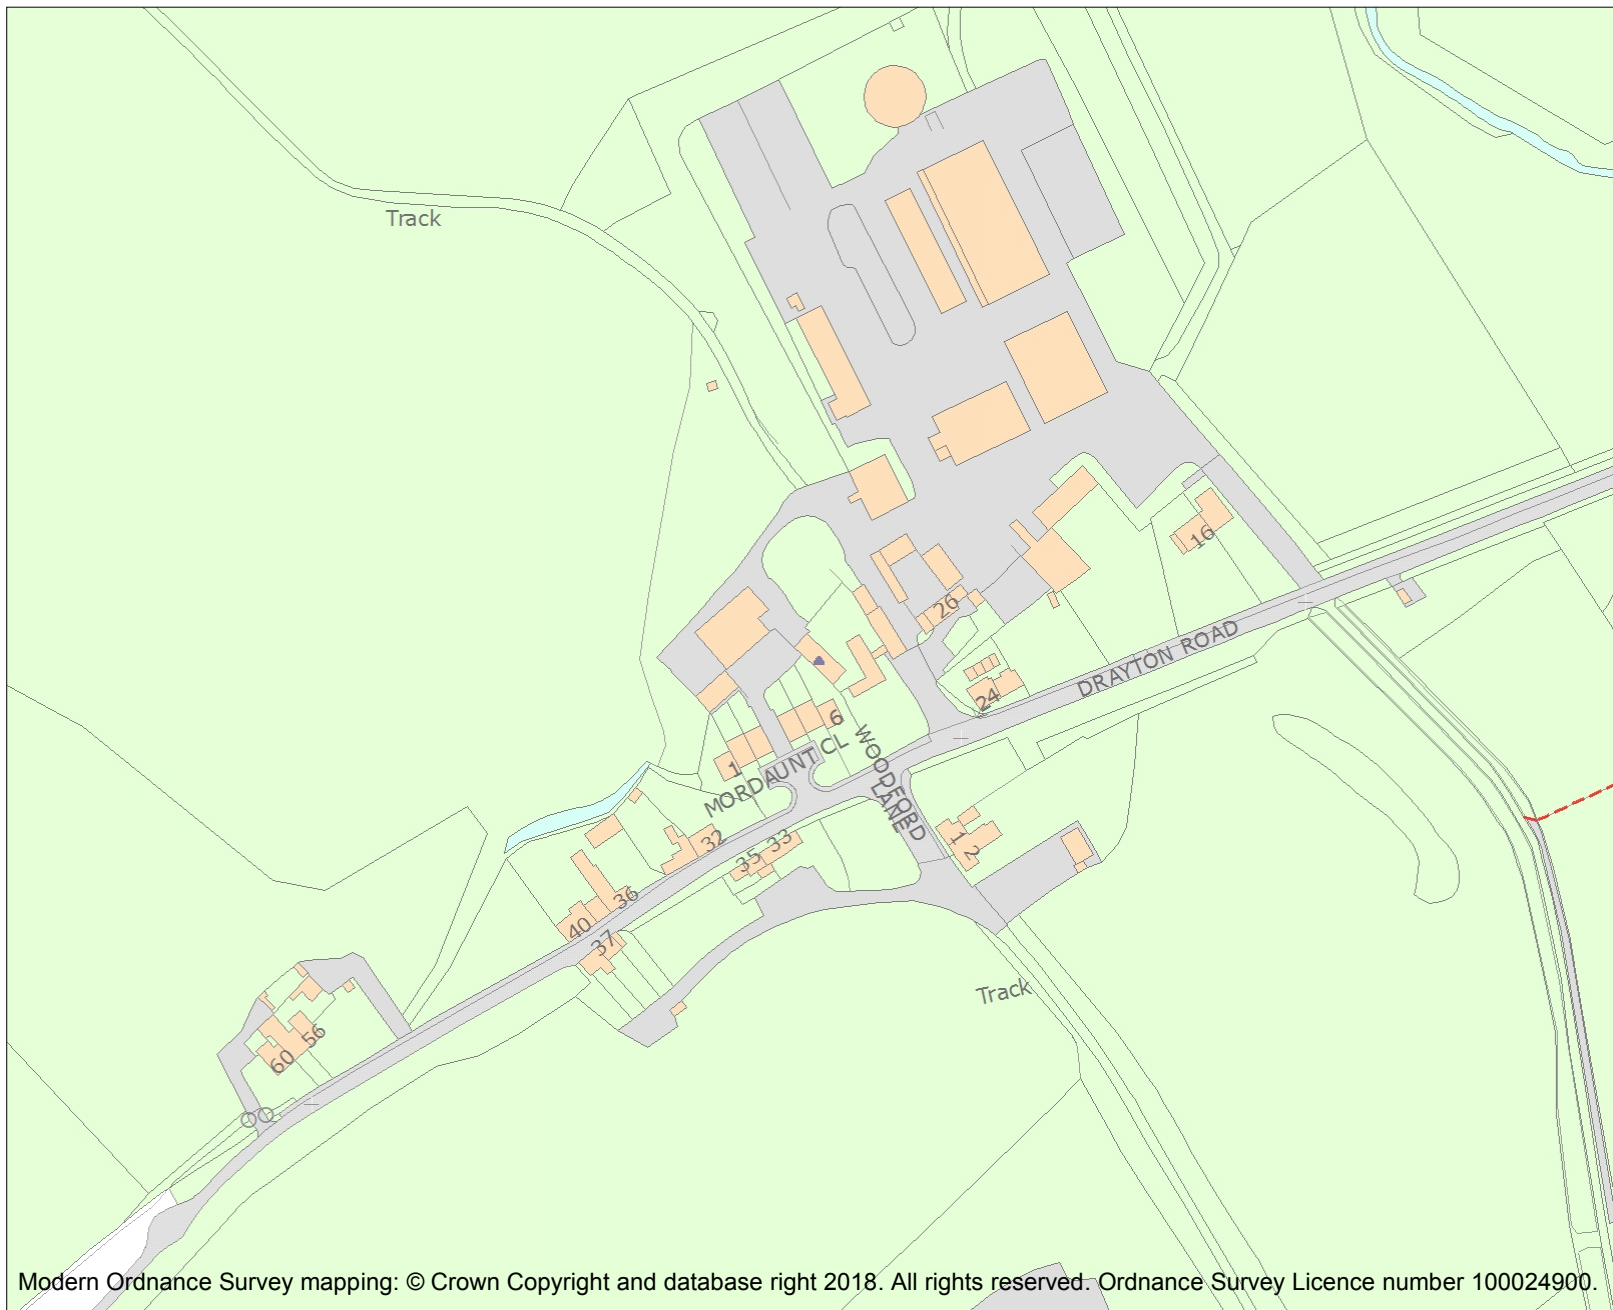 Track
16
26
DRAYTON ROAD
24
6
WOODFORD
LANE
1
MORDAUNT CL
32
33
35
1
2
36
40
37
Track
56
60
Modern Ordnance Survey mapping: © Crown Copyright and database right 2018. All rights reserved. Ordnance Survey Licence number 100024900.